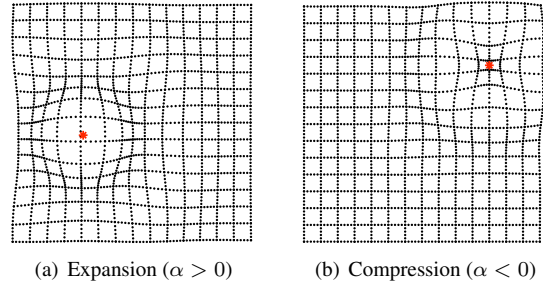 (a) Expansion (α > 0)
(b) Compression (α < 0)